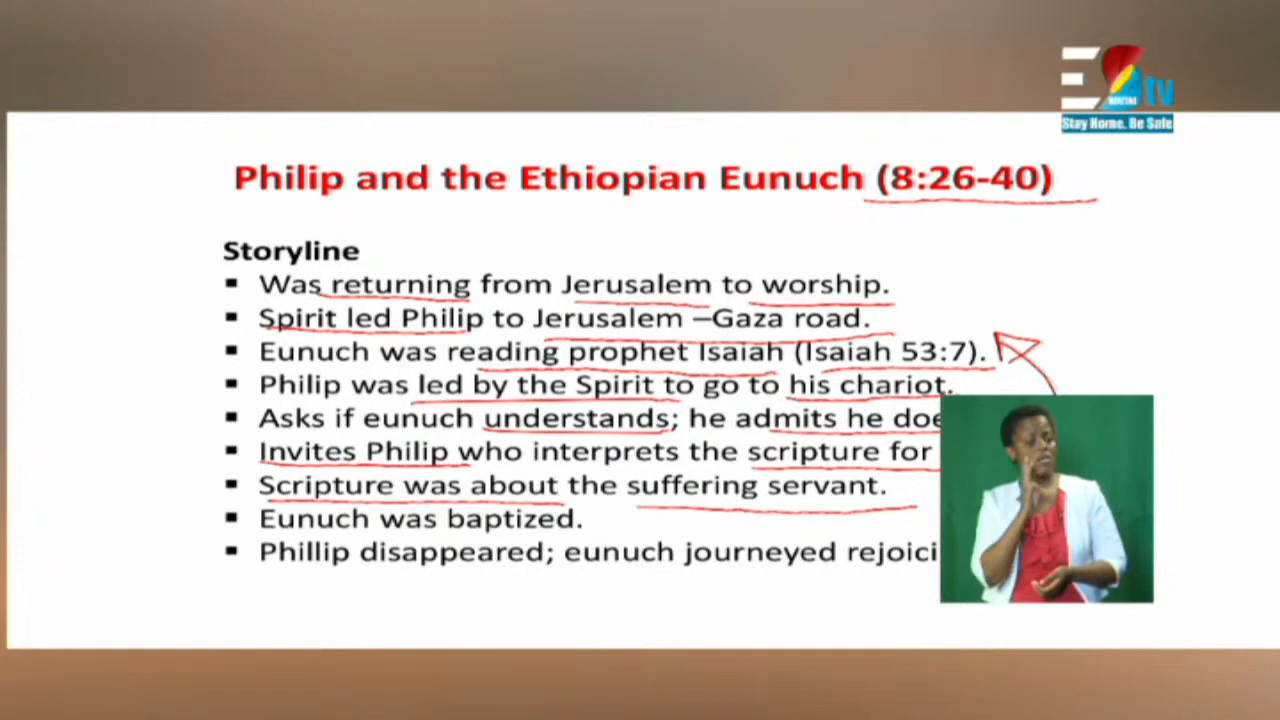 E tv
Stay Home. Be Safe
Philip and the Ethiopian Eunuch (8:26-40)
Storyline
▪ Was returning from Jerusalem to worship.
▪ Spirit led Philip to Jerusalem –Gaza road.
▪ Eunuch was reading prophet Isaiah (Isaiah 53:7).
▪ Philip was led by the Spirit to go to his chariot.
▪ Asks if eunuch understands; he admits he
▪ Invites Philip who interprets the scripture for
▪ Scripture was about the suffering servant.
▪ Eunuch was baptized.
▪ Phillip disappeared; eunuch journeyed